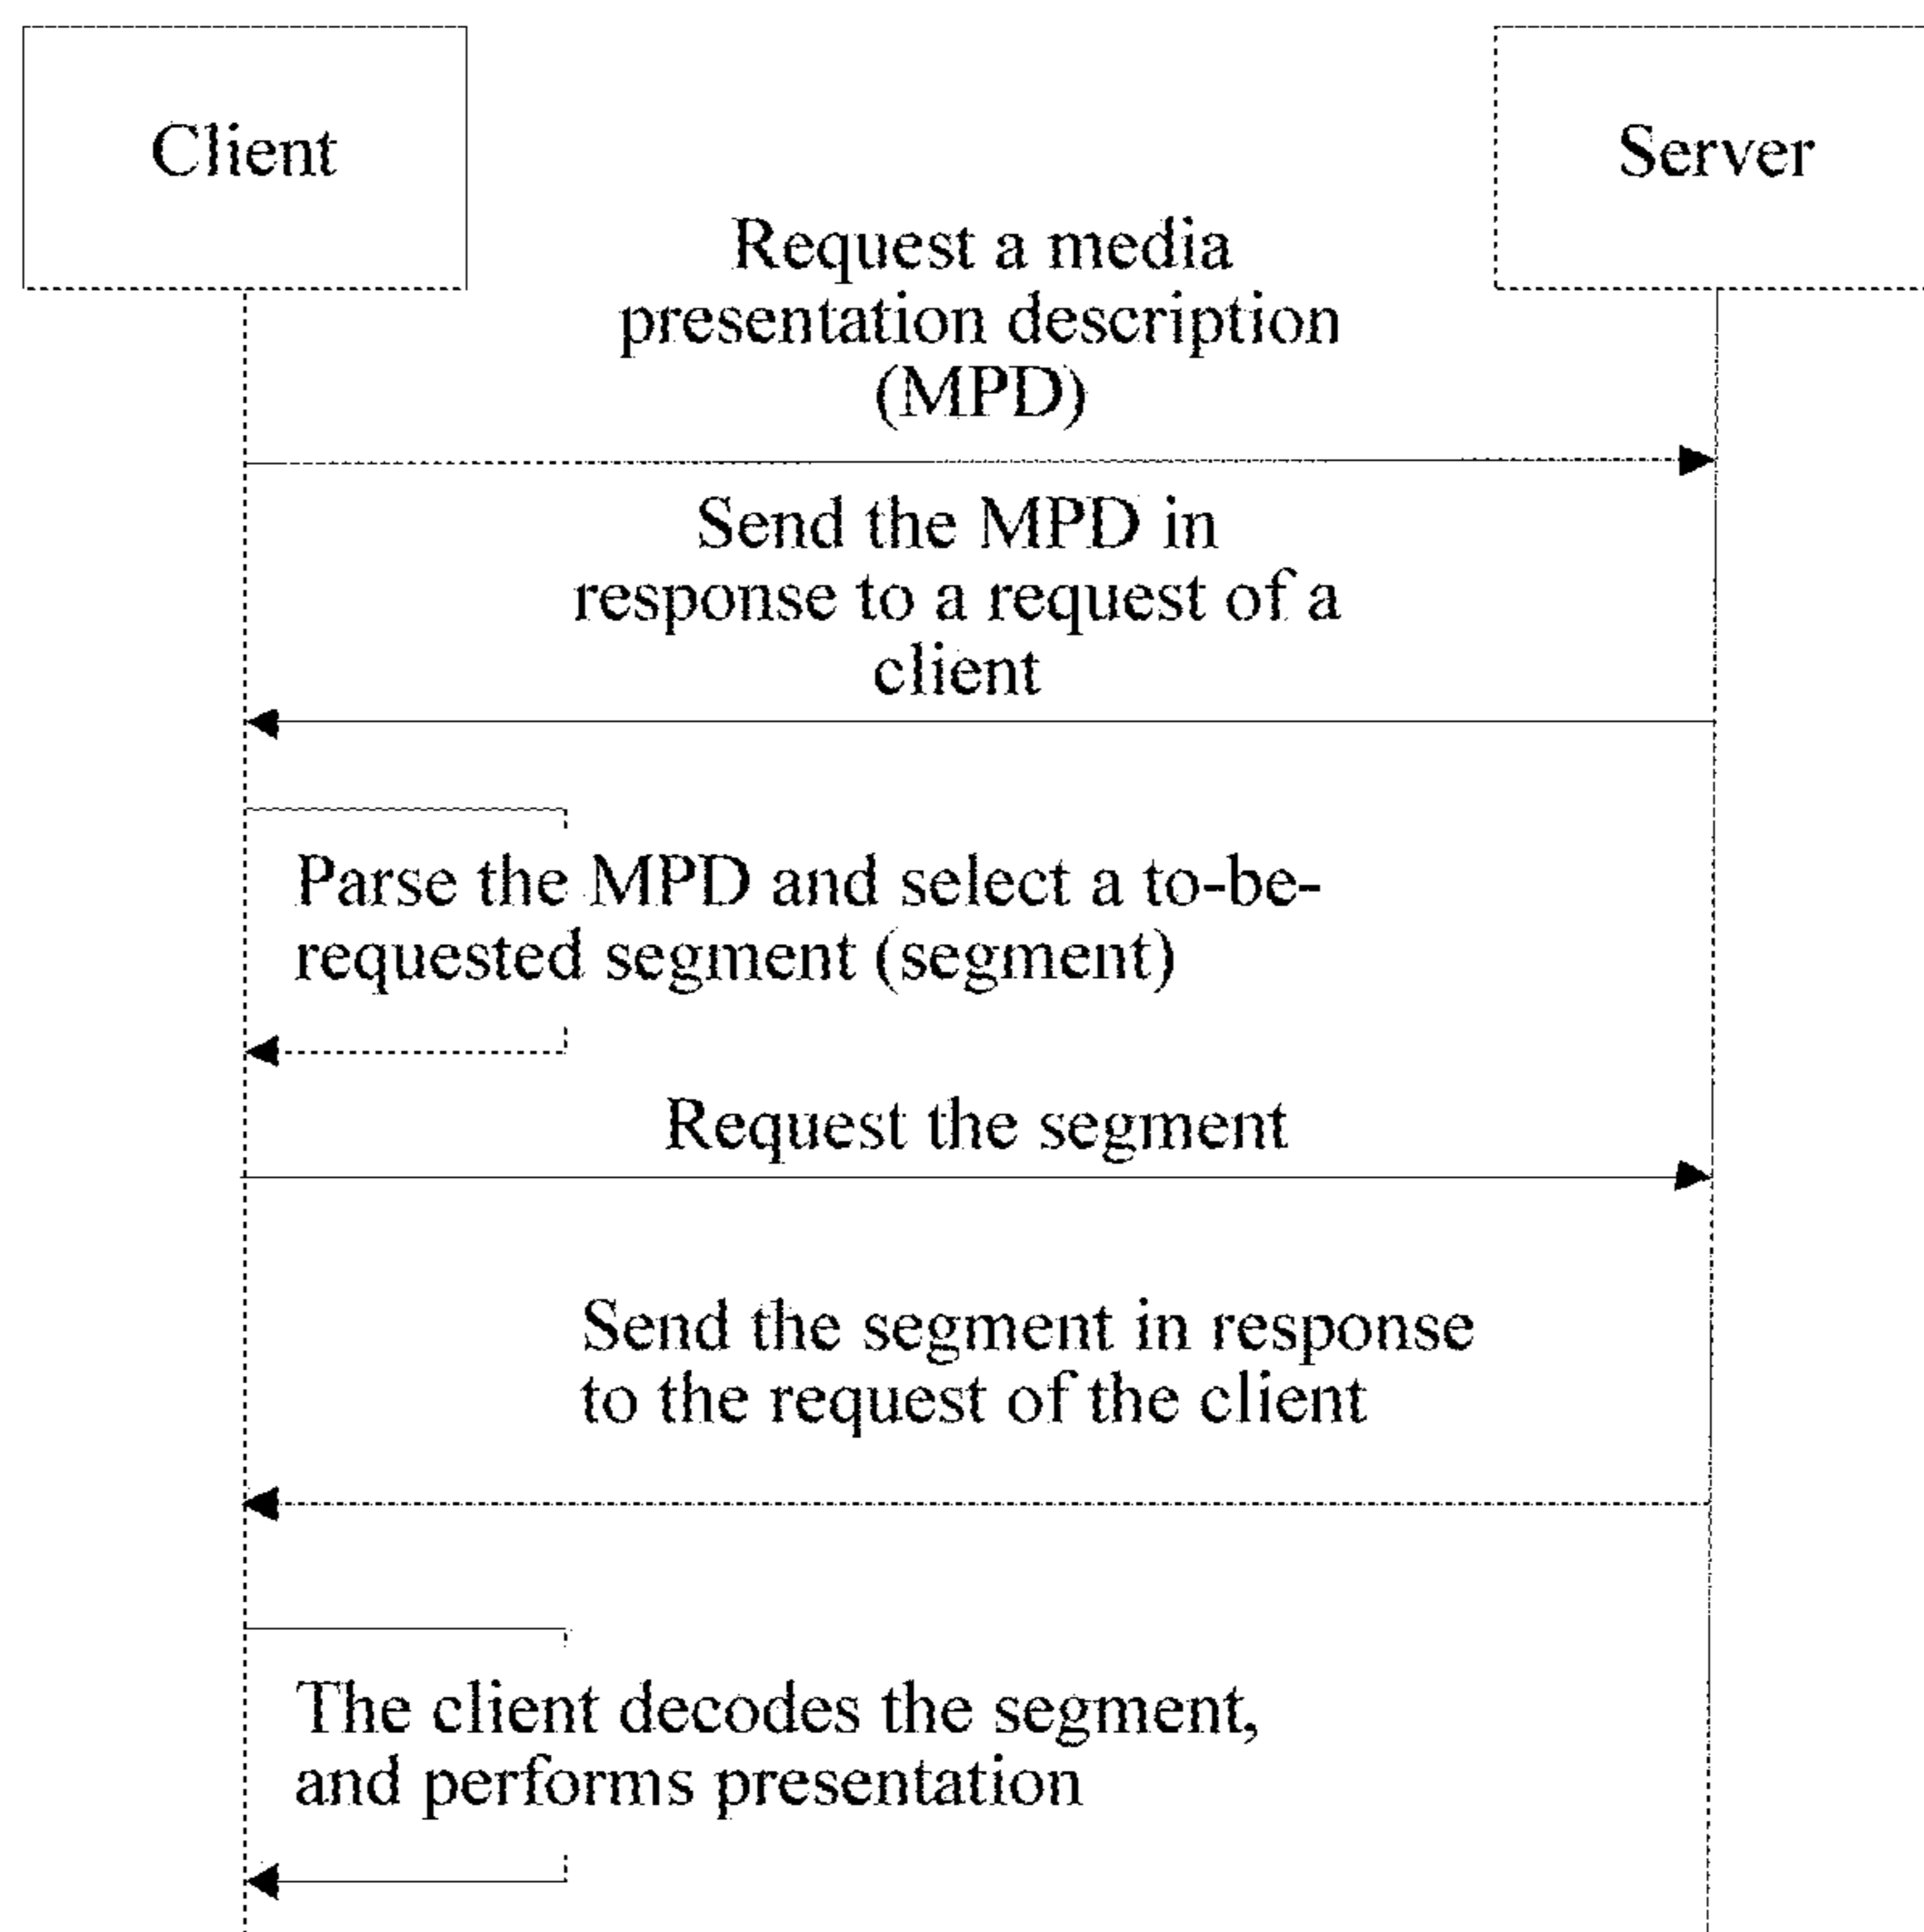 Client
Server
Request a media
presentation description
(MPD)
Send the MPD in
response to a request of a
client
Parse the MPD and select a to-be-
requested segment (segment)
Request the segment
Send the segment in response
to the request of the client
The client decodes the segment,
and performs presentation